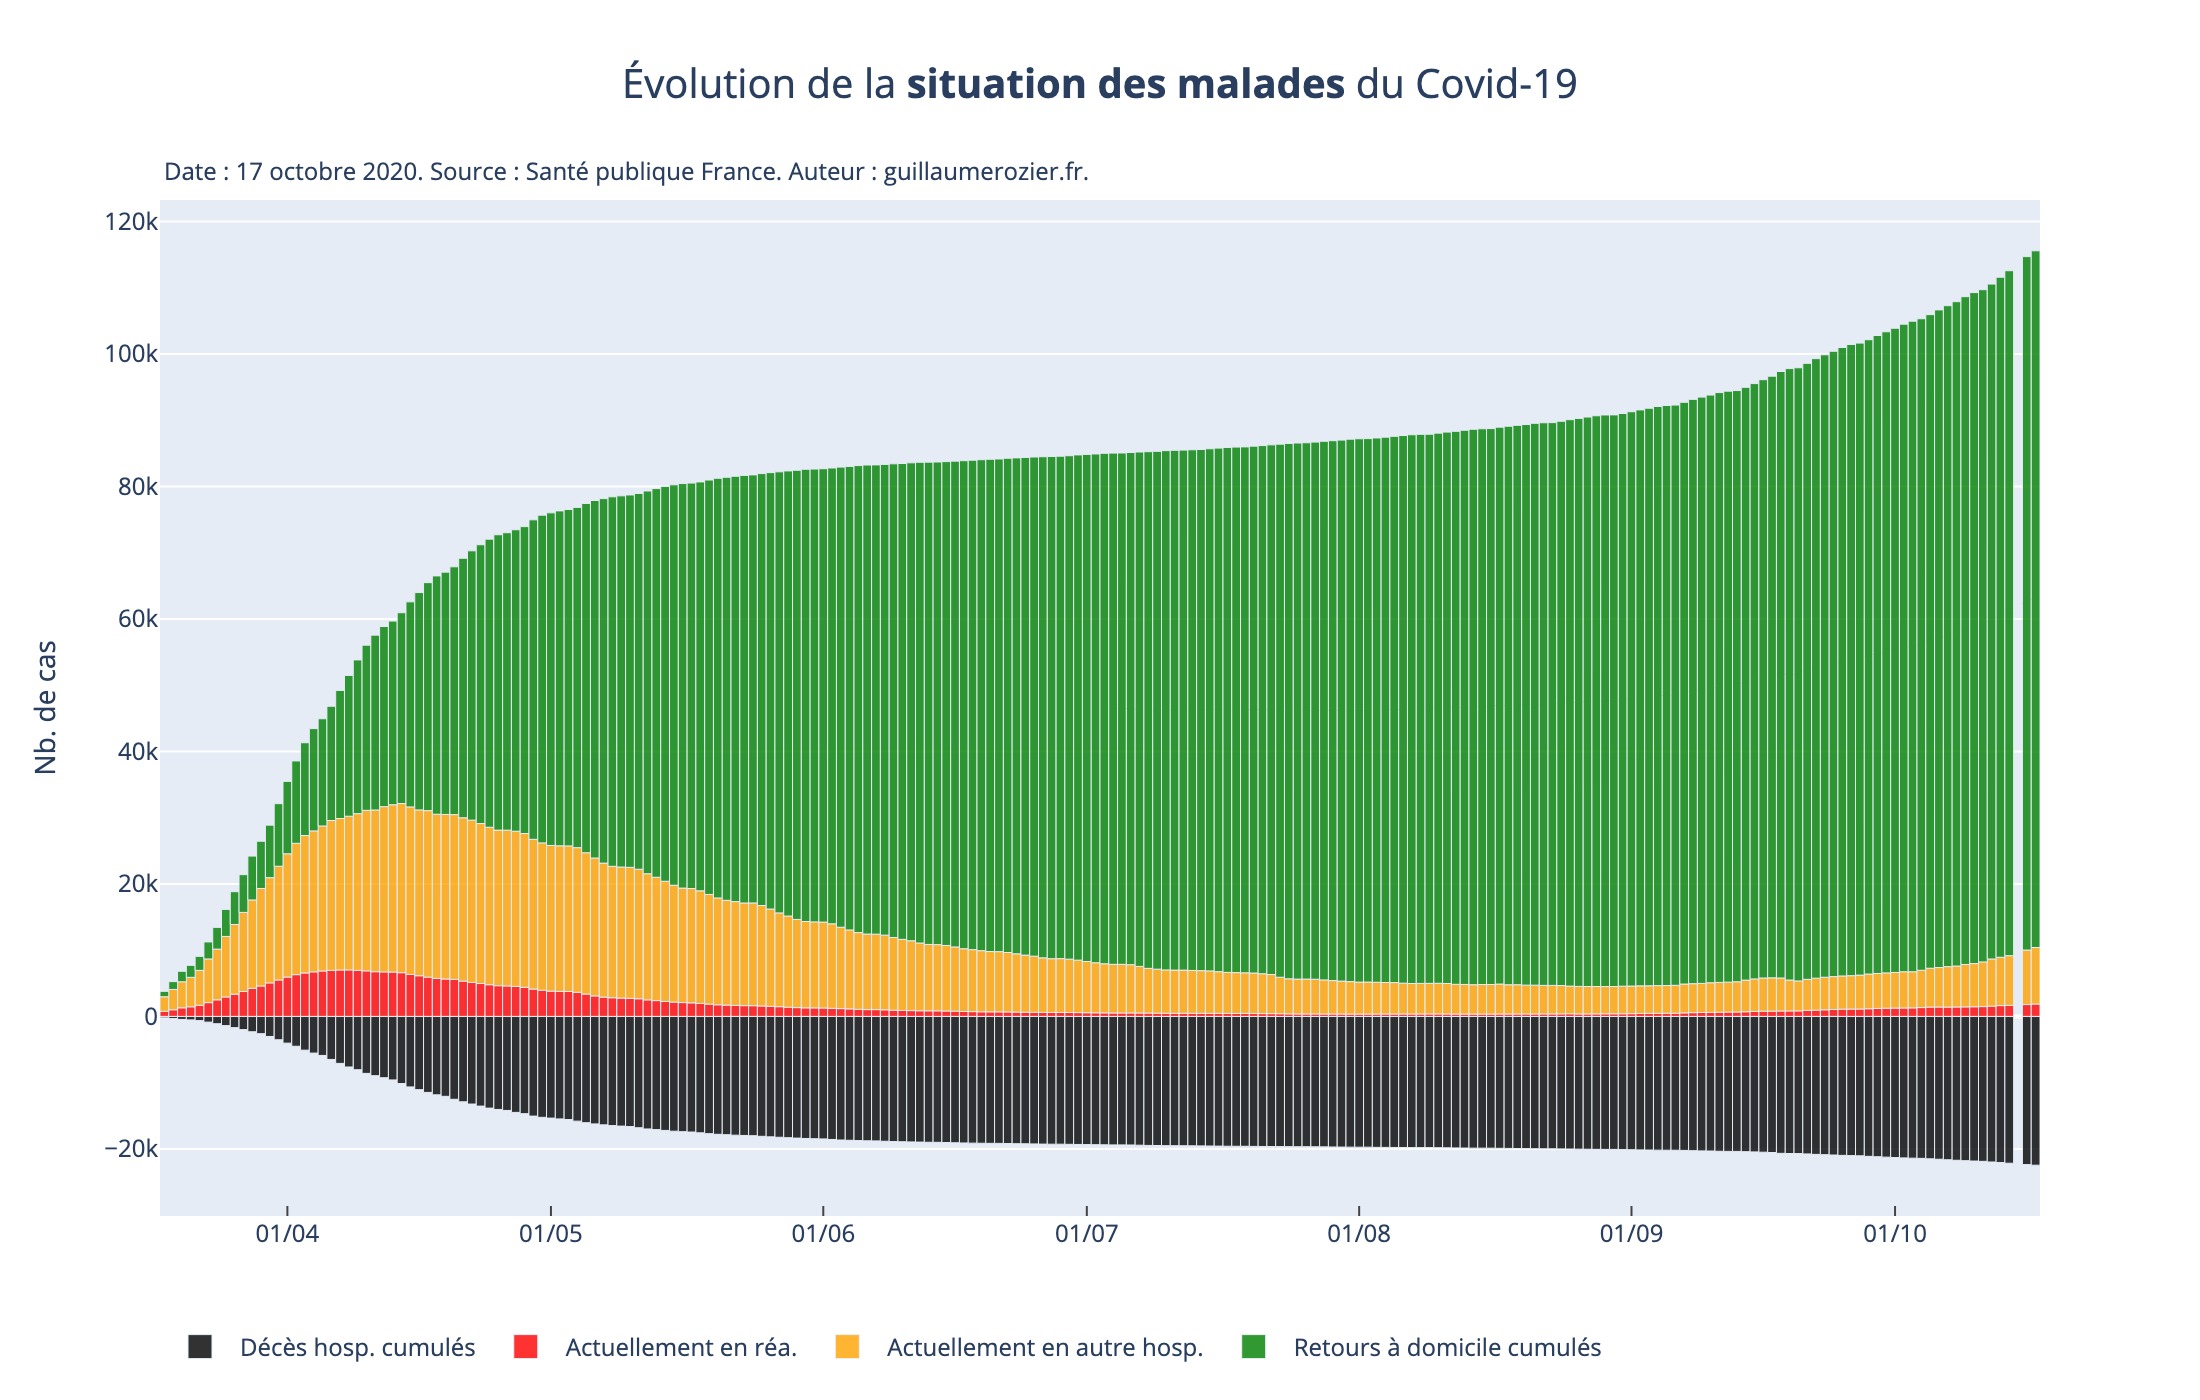 Évolution de la situation des malades du Covid-19
Date : 17 octobre 2020. Source : Santé publique France. Auteur : guillaumerozier.fr.
120k
100k
80k
60k
40k
20k
0
−20k
Nb. de cas
01/04 01/05 01/06 01/07 01/08 01/09 01/10
Décès hosp. cumulés Actuellement en réa. Actuellement en autre hosp. Retours à domicile cumulés